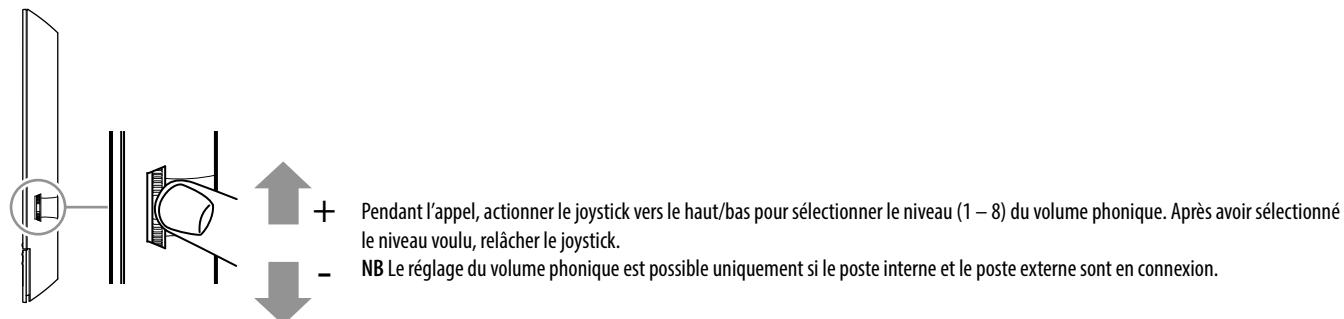 +
Pendant l’appel, actionner le joystick vers le haut/bas pour sélectionner le niveau (1 – 8) du volume phonique. Après avoir sélectionné
le niveau voulu, relâcher le joystick.
-
NB Le réglage du volume phonique est possible uniquement si le poste interne et le poste externe sont en connexion.